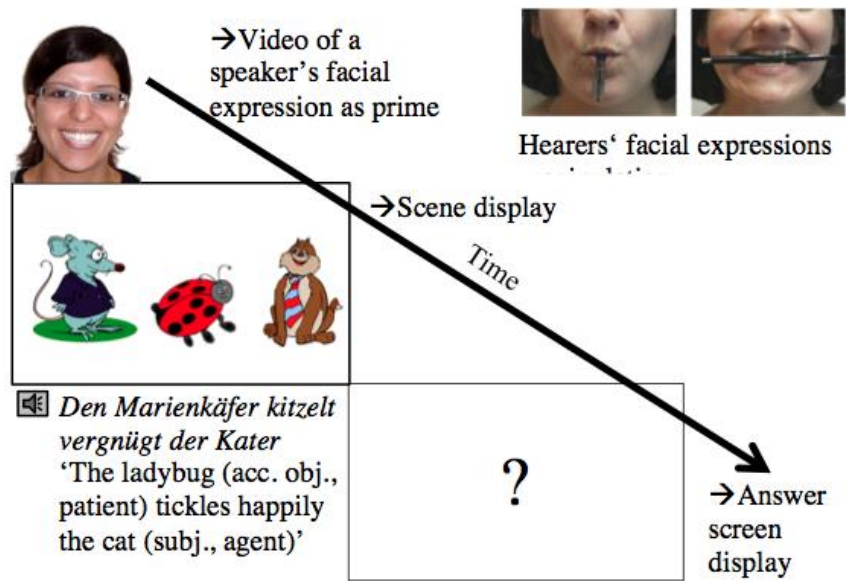 →Video of a
speaker's facial
expression as prime
Hearers‘ facial expressions
→Scene display
Time
Den Marienkäfer kitzelt
vergnügt der Kater
‘The ladybug (acc. obj.,
patient) tickles happily
the cat (subj., agent)’
?
→Answer
screen
display